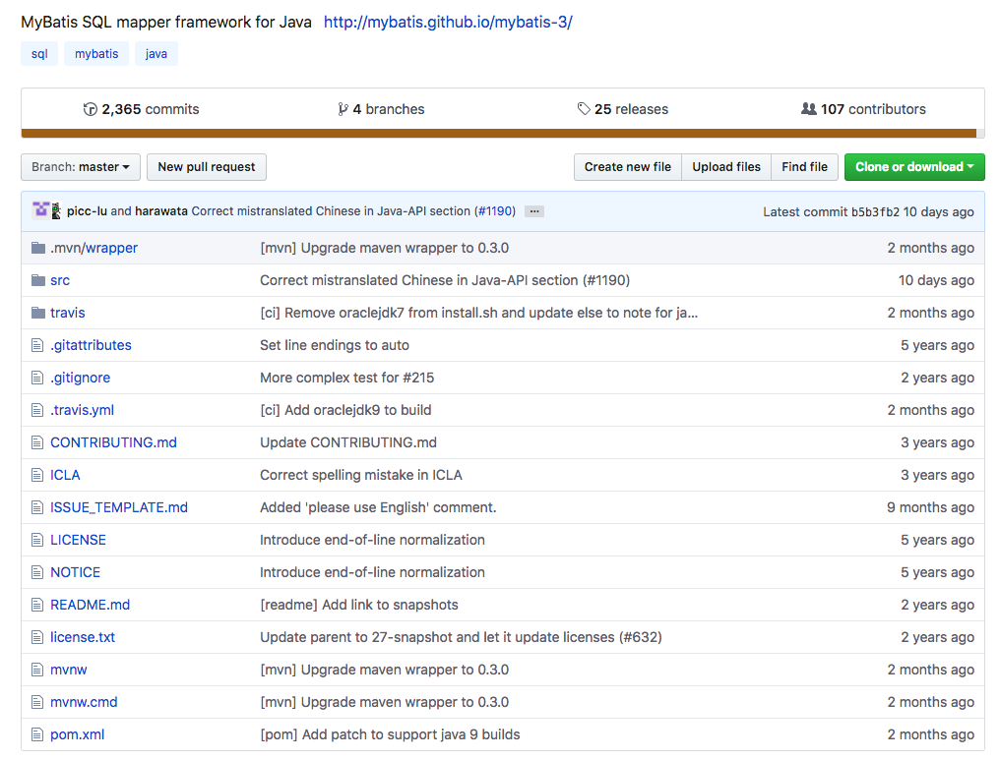 MyBatis SQL mapper framework for Java http://mybatis.github.io/mybatis-3/
sql mybatis java
2,365 commits 4 branches 25 releases 107 contributors
Branch: master New pull request Create new file Upload files Find file Clone or download
picc-lu and harawata Correct mistranslated Chinese in Java-API section (#1190) ... Latest commit b5b3fb2 10 days ago
.mvn/wrapper [mvn] Upgrade maven wrapper to 0.3.0 2 months ago
src Correct mistranslated Chinese in Java-API section (#1190) 10 days ago
travis [ci] Remove oraclejdk7 from install.sh and update else to note for ja... 2 months ago
.gitattributes Set line endings to auto 5 years ago
.gitignore More complex test for #215 2 years ago
.travis.yml [ci] Add oraclejdk9 to build 2 months ago
CONTRIBUTING.md Update CONTRIBUTING.md 3 years ago
ICLA Correct spelling mistake in ICLA 3 years ago
ISSUE_TEMPLATE.md Added 'please use English' comment. 9 months ago
LICENSE Introduce end-of-line normalization 5 years ago
NOTICE Introduce end-of-line normalization 5 years ago
README.md [readme] Add link to snapshots 2 years ago
license.txt Update parent to 27-snapshot and let it update licenses (#632) 2 years ago
mvnw [mvn] Upgrade maven wrapper to 0.3.0 2 months ago
mvnw.cmd [mvn] Upgrade maven wrapper to 0.3.0 2 months ago
pom.xml [pom] Add patch to support java 9 builds 2 months ago